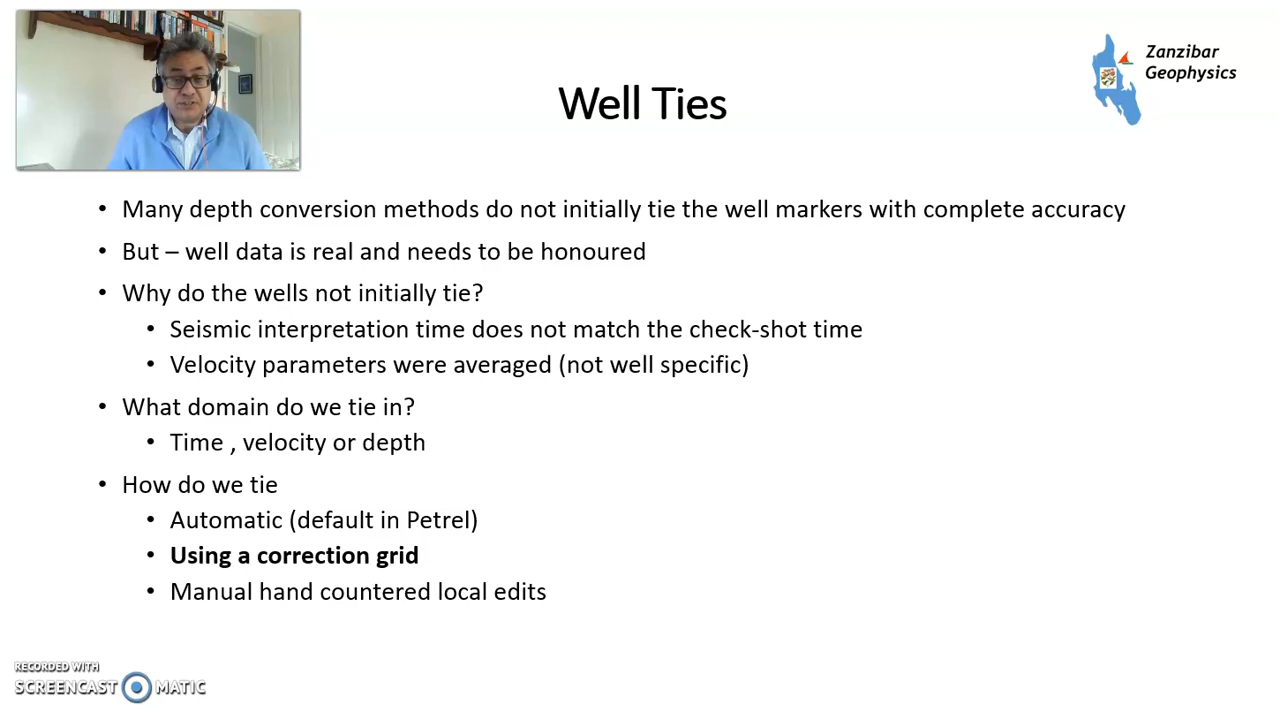 Zanzibar
Geophysics
Well Ties
• Many depth conversion methods do not initially tie the well markers with complete accuracy
• But – well data is real and needs to be honoured
• Why do the wells not initially tie?
• Seismic interpretation time does not match the check-shot time
• Velocity parameters were averaged (not well specific)
• What domain do we tie in?
• Time , velocity or depth
• How do we tie
• Automatic (default in Petrel)
• Using a correction grid
• Manual hand countered local edits
RECORDED WITH
SCREENCAST MATIC